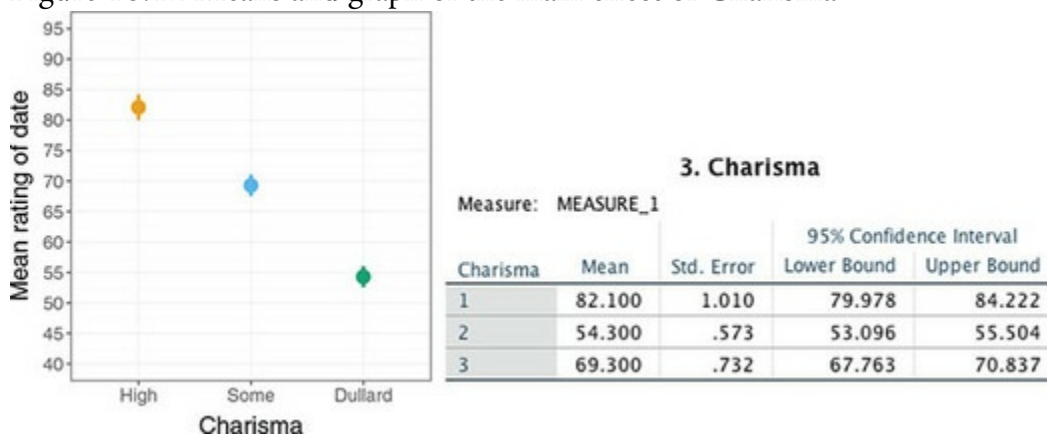 Mean rating of date
95
90
85
80
75
70
65
60
55
50
45
40
High Some Dullard
Charisma
3. Charisma
Measure: MEASURE_1
95% Confidence Interval
Charisma Mean Std. Error Lower Bound Upper Bound
1 82.100 1.010 79.978 84.222
2 54.300 .573 53.096 55.504
3 69.300 .732 67.763 70.837